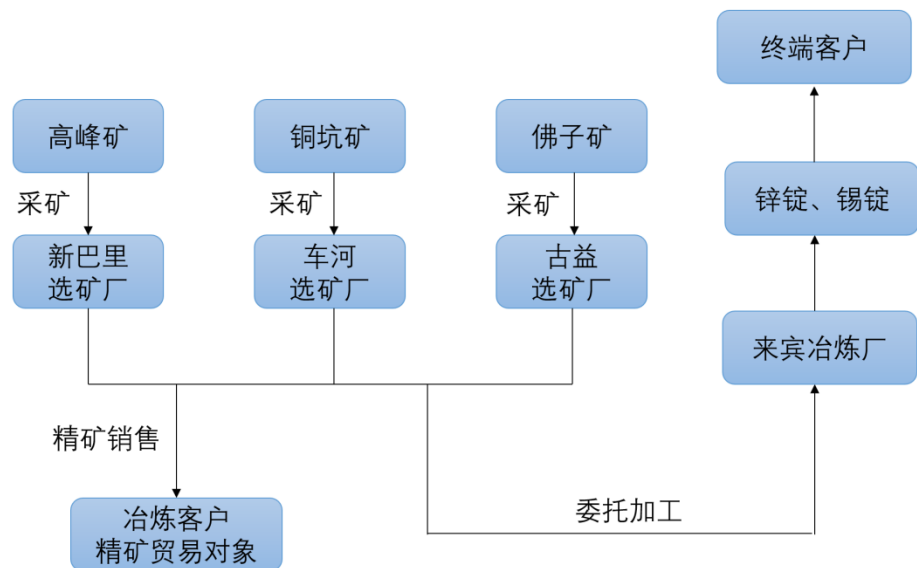 终端客户
高峰矿
铜坑矿
佛子矿
采矿
采矿
采矿
锌锭、锡锭
新巴里
选矿厂
车河
选矿厂
古益
选矿厂
来宾冶炼厂
精矿销售
委托加工
冶炼客户
精矿贸易对象